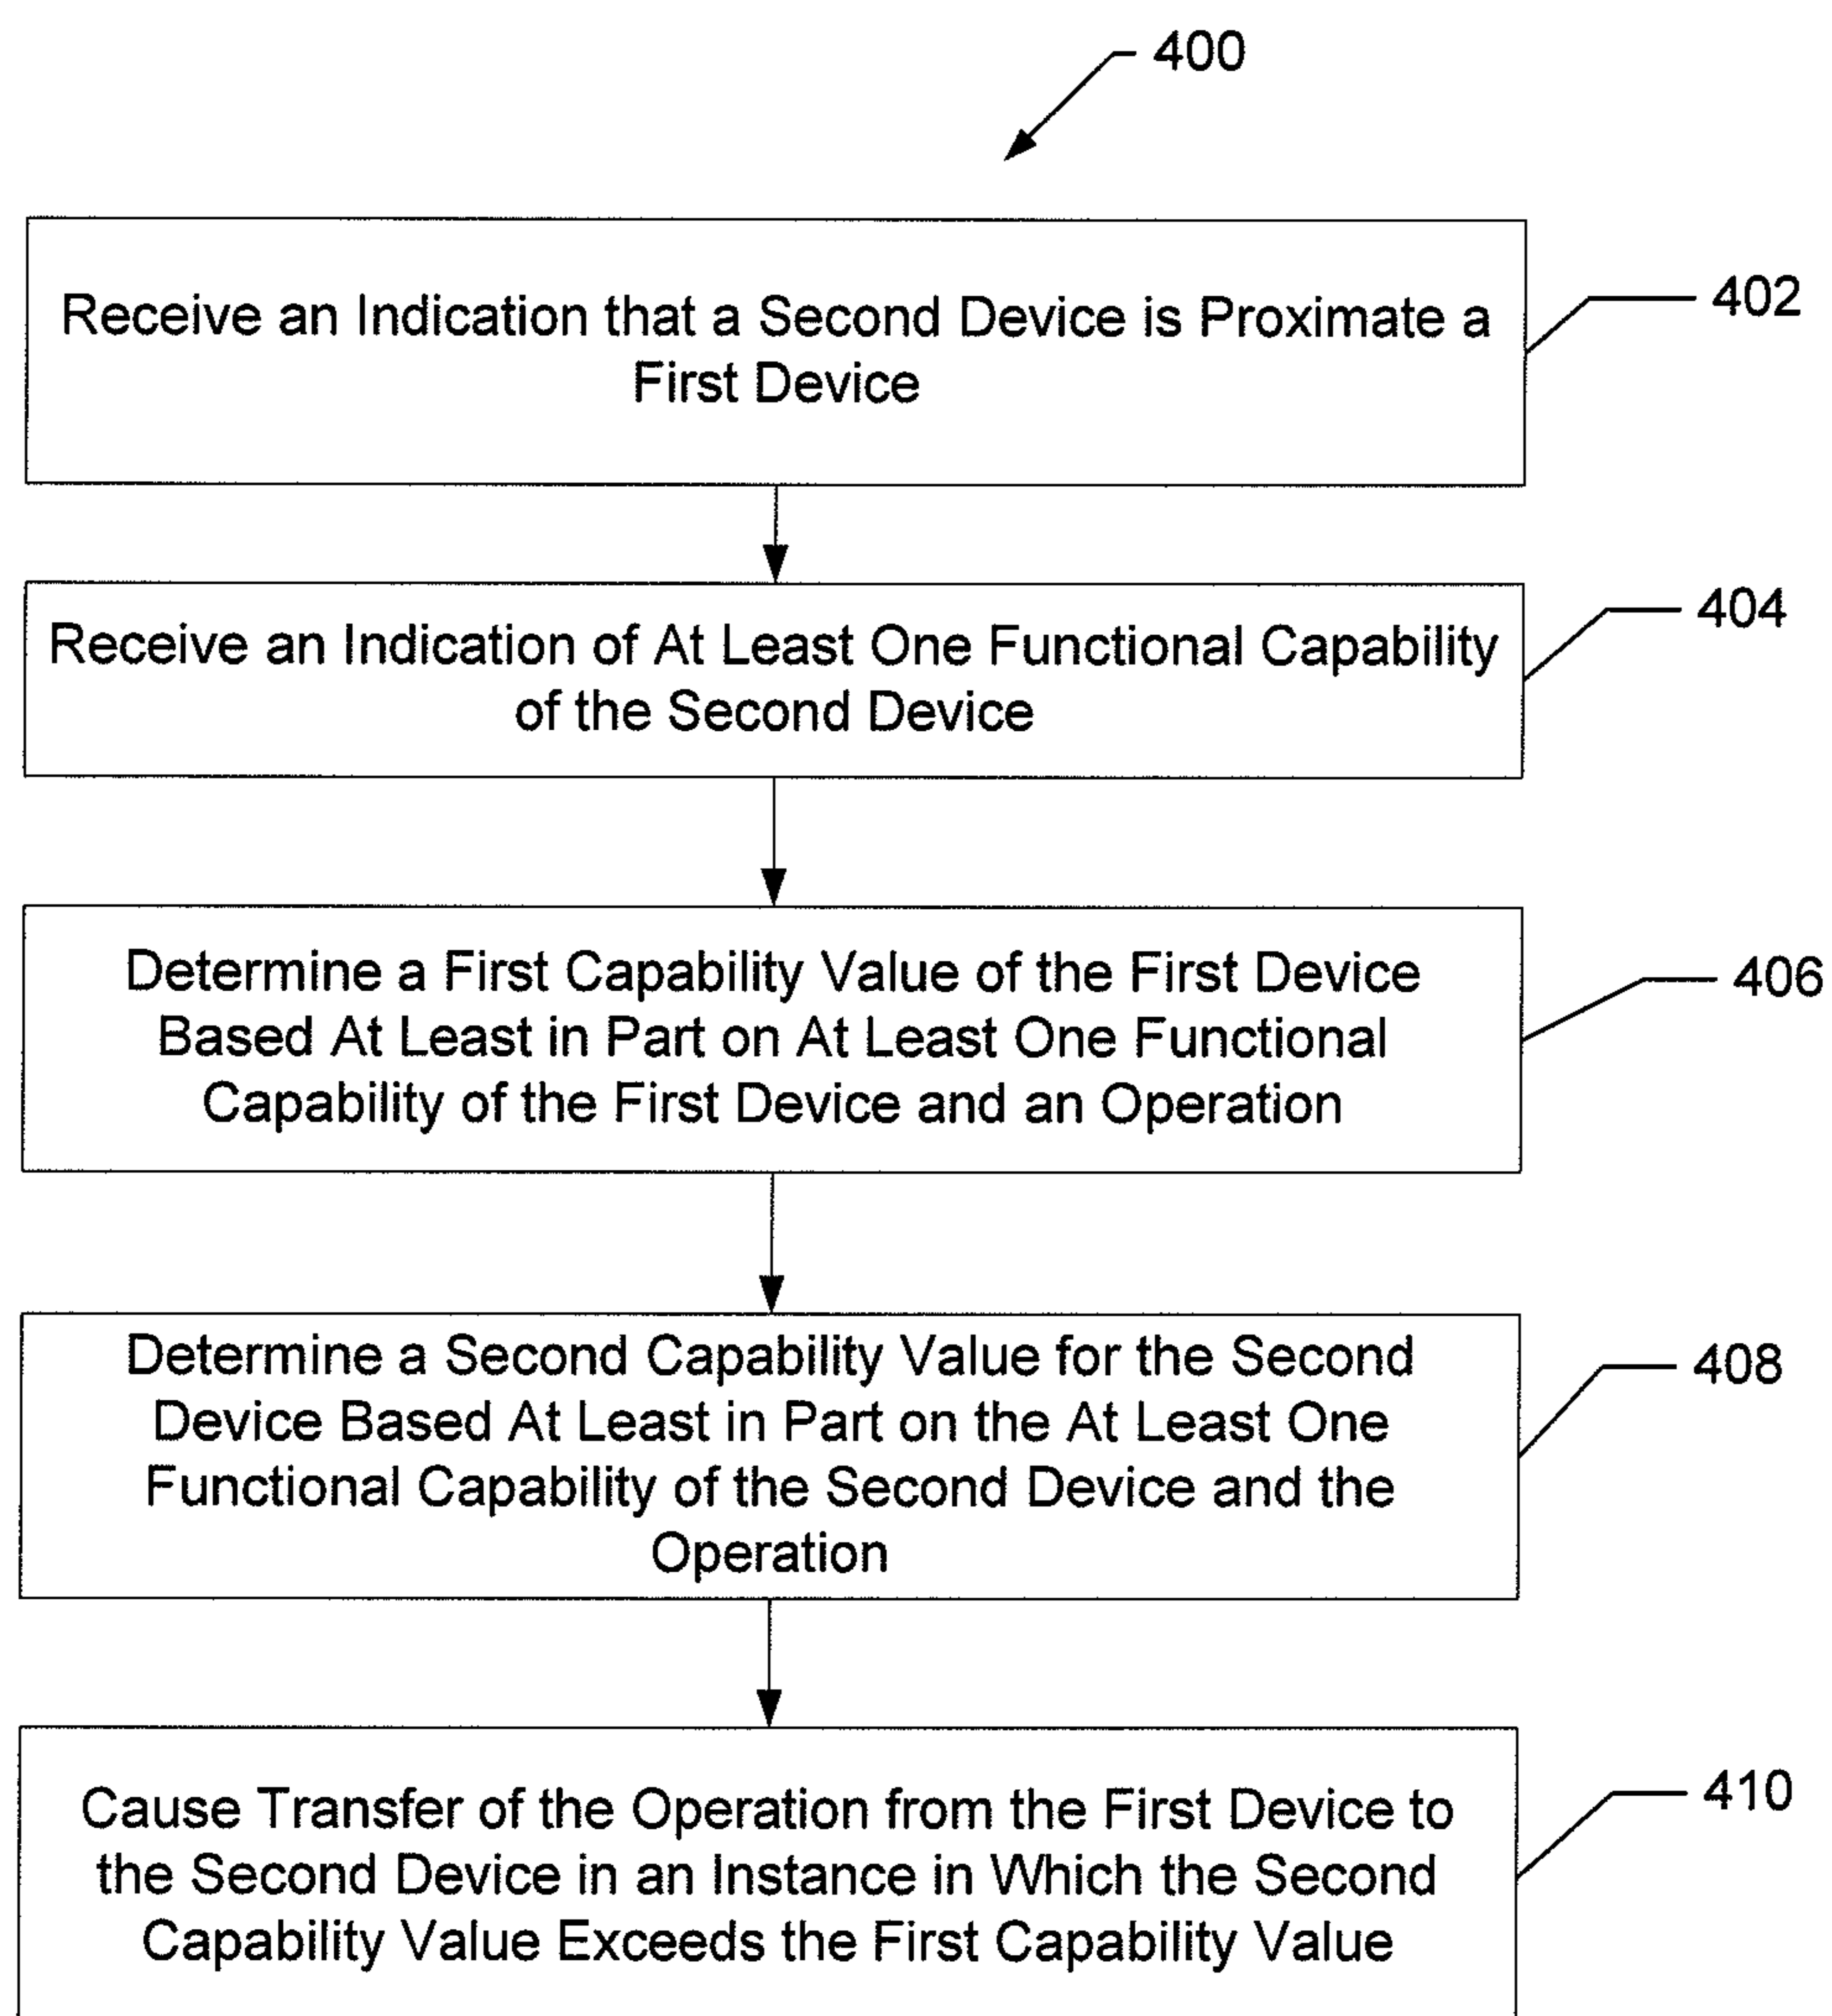 400
Receive an Indication that a Second Device is Proximate a
First Device
402
Receive an Indication of At Least One Functional Capability
of the Second Device
404
Determine a First Capability Value of the First Device
Based At Least in Part on At Least One Functional
Capability of the First Device and an Operation
406
Determine a Second Capability Value for the Second
Device Based At Least in Part on the At Least One
Functional Capability of the Second Device and the
Operation
408
Cause Transfer of the Operation from the First Device to
the Second Device in an Instance in Which the Second
Capability Value Exceeds the First Capability Value
410